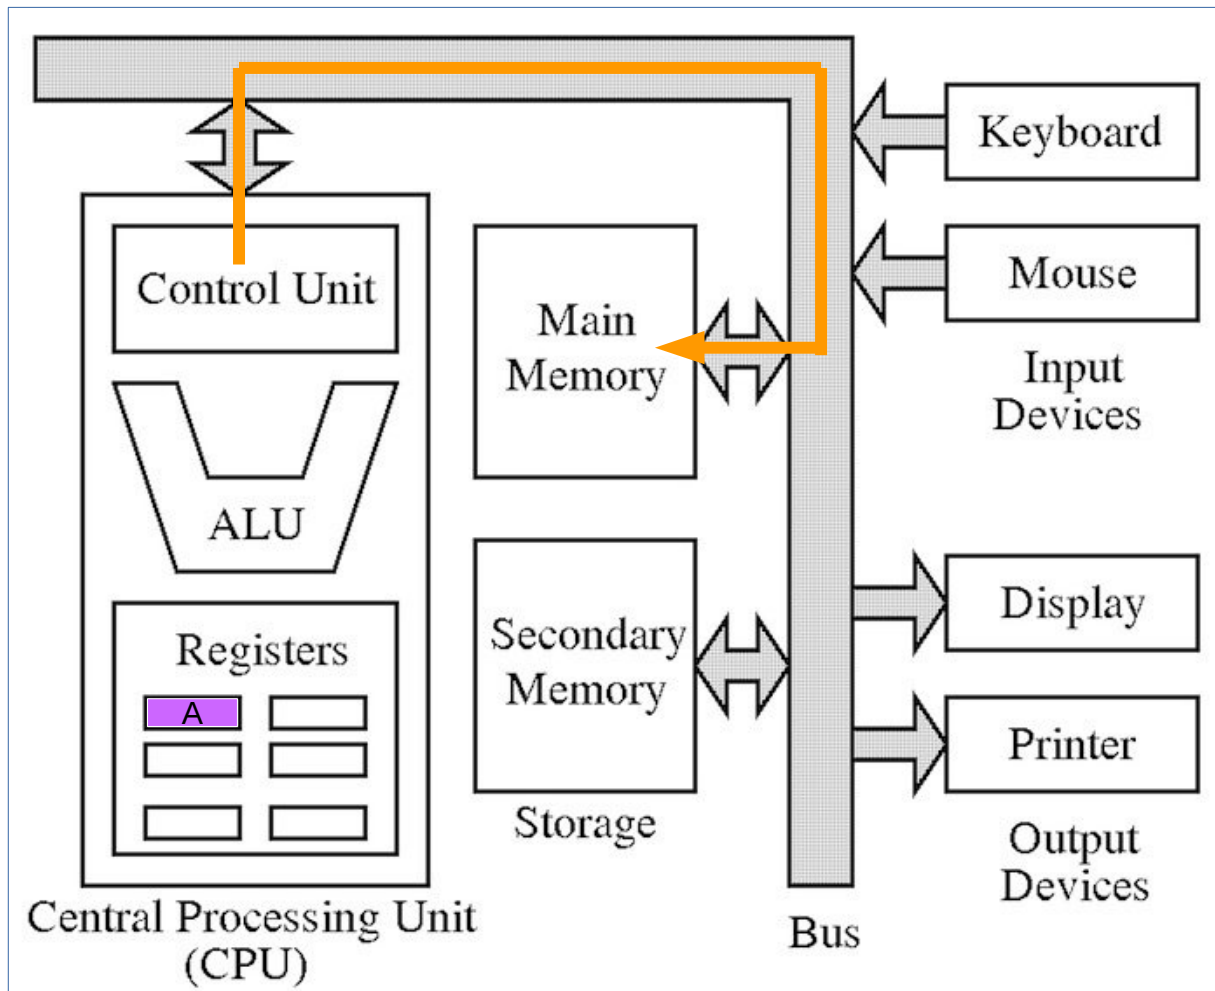 Control Unit
ALU
Registers
A
Central Processing Unit
(CPU)
Main
Memory
Secondary
Memory
Storage
Bus
Keyboard
Mouse
Input
Devices
Display
Printer
Output
Devices